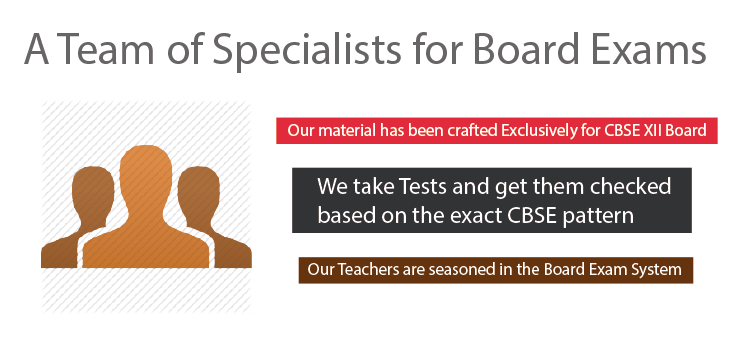 A Team of Specialists for Board Exams
Our material has been crafted Exclusively for CBSE XII Board
We take Tests and get them checked
based on the exact CBSE pattern
Our Teachers are seasoned in the Board Exam System